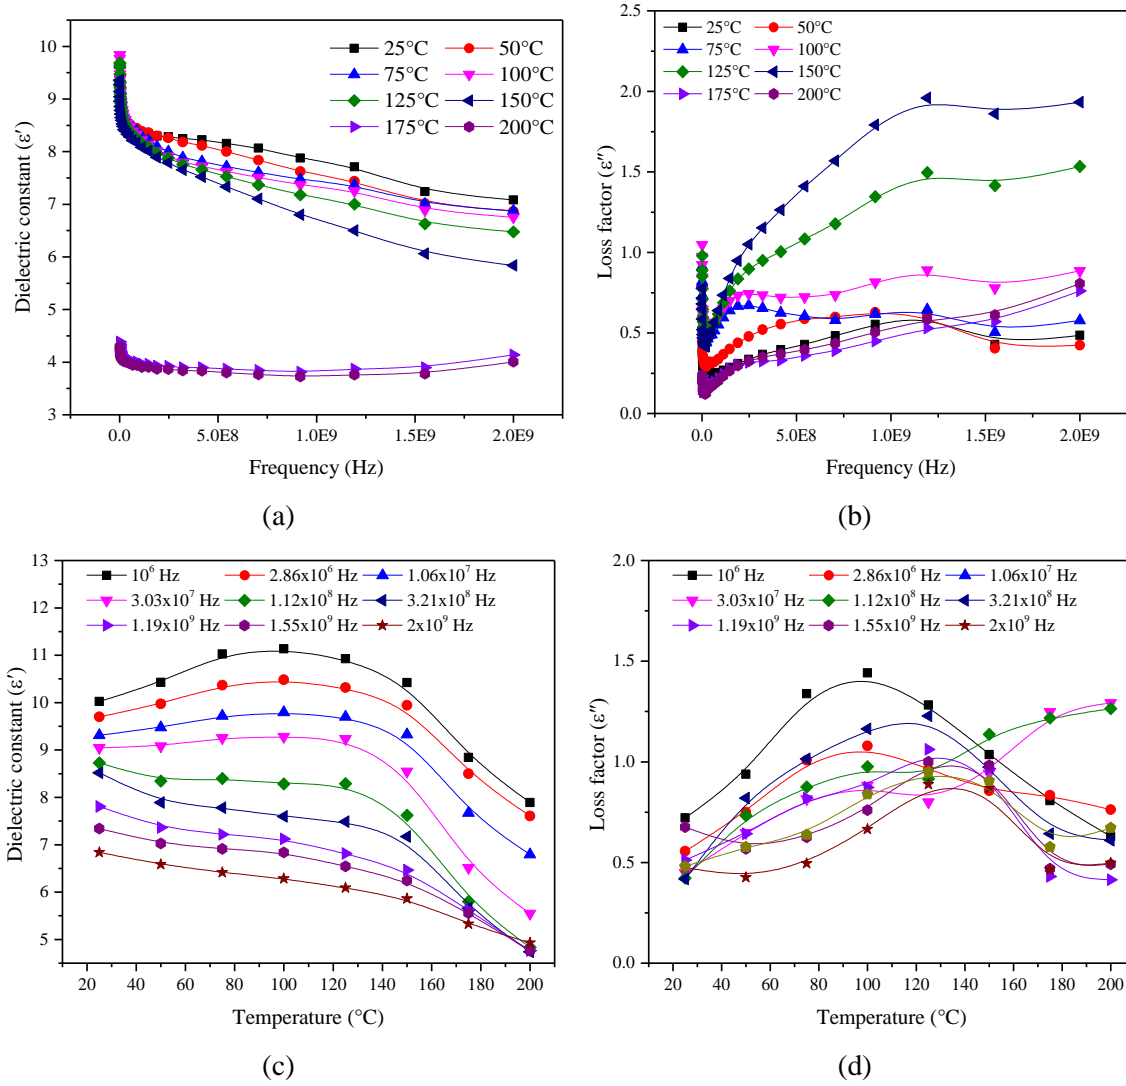 10
9
8
7
6
5
4
3
Dielectric constant (ε′)
25°C 50°C
75°C 100°C
125°C 150°C
175°C 200°C
0.0 5.0E8 1.0E9 1.5E9 2.0E9
Frequency (Hz)
(a)
2.5
2.0
1.5
1.0
0.5
0.0
Loss factor (ε″)
25°C 50°C
75°C 100°C
125°C 150°C
175°C 200°C
0.0 5.0E8 1.0E9 1.5E9 2.0E9
Frequency (Hz)
(b)
13
12
11
10
9
8
7
6
5
Dielectric constant (ε′)
10⁶ Hz 2.86x10⁶ Hz 1.06x10⁷ Hz
3.03x10⁷ Hz 1.12x10⁸ Hz 3.21x10⁸ Hz
1.19x10⁹ Hz 1.55x10⁹ Hz 2x10⁹ Hz
20 40 60 80 100 120 140 160 180 200
Temperature (°C)
(c)
2.0
1.5
1.0
0.5
0.0
Loss factor (ε″)
10⁶ Hz 2.86x10⁶ Hz 1.06x10⁷ Hz
3.03x10⁷ Hz 1.12x10⁸ Hz 3.21x10⁸ Hz
1.19x10⁹ Hz 1.55x10⁹ Hz 2x10⁹ Hz
20 40 60 80 100 120 140 160 180 200
Temperature (°C)
(d)